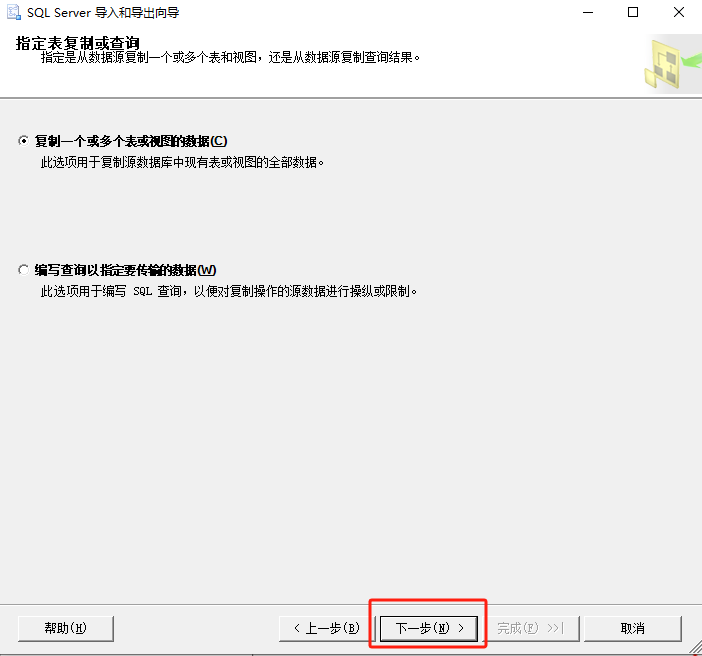 SQL Server 导入和导出向导
指定表复制或查询
指定是从数据源复制一个或多个表和视图，还是从数据源复制查询结果。
复制一个或多个表或视图的数据(C)
此选项用于复制源数据库中现有表或视图的全部数据。
编写查询以指定要传输的数据(W)
此选项用于编写 SQL 查询，以便对复制操作的源数据进行操纵或限制。
帮助(H)
< 上一步(B)
下一步(N) >
完成(F) >>|
取消